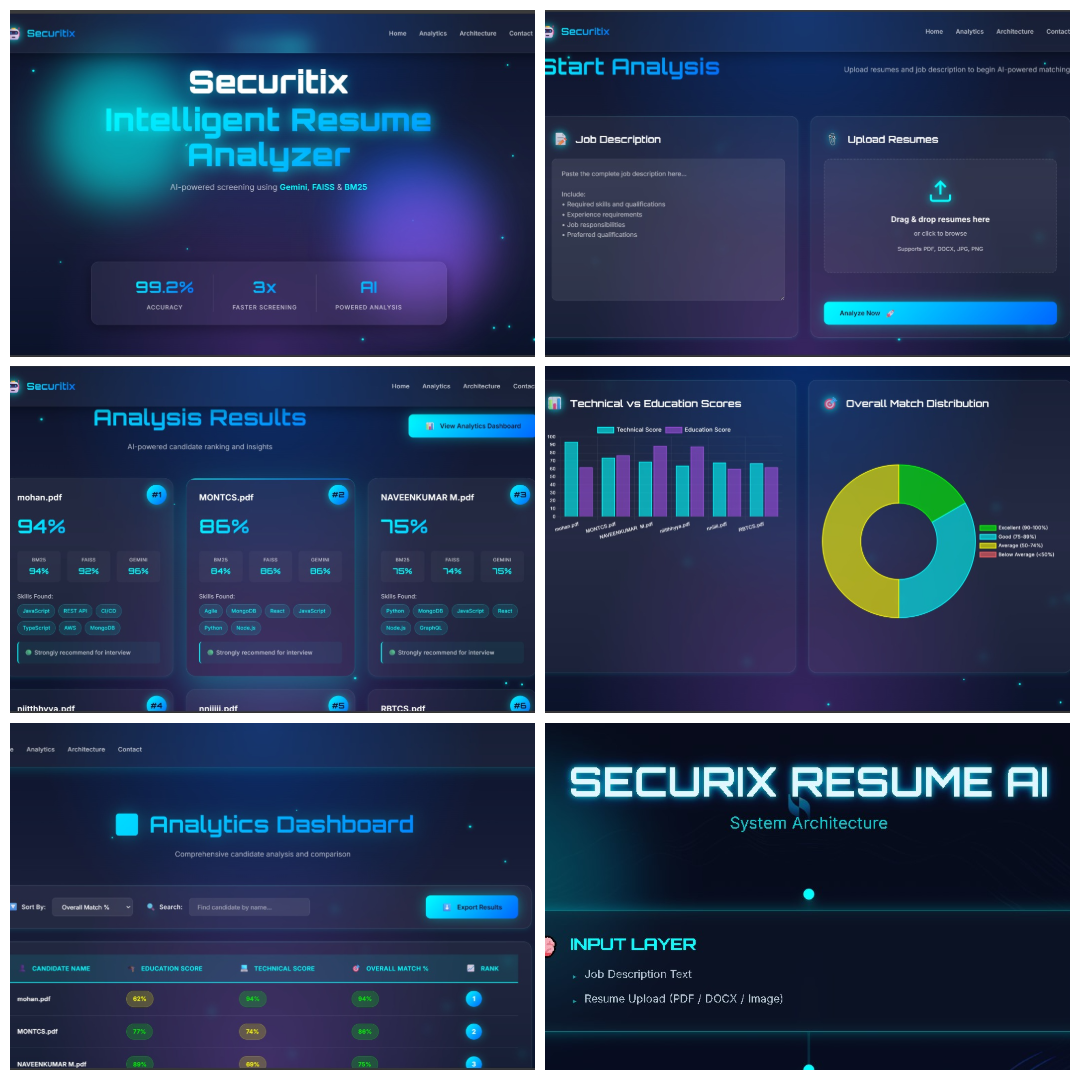 Securitix
Home Analytics Architecture Contact
Securitix
Intelligent Resume
Analyzer
AI-powered screening using Gemini, FAISS & BM25
99.2% 3x AI
ACCURACY FASTER SCREENING POWERED ANALYSIS
Securitix
Home Analytics Architecture Contact
Start Analysis
Upload resumes and job description to begin AI-powered matching
Job Description
Paste the complete job description here...
Include:
• Required skills and qualifications
• Experience requirements
• Job responsibilities
• Preferred qualifications
Upload Resumes
Drag & drop resumes here
or click to browse
Supports PDF, DOCX, JPG, PNG
Analyze Now
Securitix
Home Analytics Architecture Contac
Analysis Results
View Analytics Dashboard
AI-powered candidate ranking and insights
mohan.pdf #1
94%
BM25 FAISS GEMINI
94% 92% 96%
Skills Found:
JavaScript REST API CI/CD
TypeScript AWS MongoDB
Strongly recommend for interview
MONTCS.pdf #2
86%
BM25 FAISS GEMINI
84% 86% 86%
Skills Found:
Agile MongoDB React JavaScript
Python Node.js
Strongly recommend for interview
NAVEENKUMAR M.pdf #3
75%
BM25 FAISS GEMINI
75% 74% 75%
Skills Found:
Python MongoDB JavaScript React
Node.js GraphQL
Strongly recommend for interview
#4
#5
RBTCS.pdf #6
Technical vs Education Scores
Technical Score Education Score
100
90
80
70
60
50
40
30
20
10
0
mohan.pdf MONTCS.pdf NAVEENKUMAR M.pdf niitthhyya.pdf nniiiii.pdf RBTCS.pdf
Overall Match Distribution
Excellent (90-100%)
Good (75-89%)
Average (50-74%)
Below Average (<50%)
e Analytics Architecture Contact
Analytics Dashboard
Comprehensive candidate analysis and comparison
Sort By: Overall Match % Search: Find candidate by name... Export Results
CANDIDATE NAME EDUCATION SCORE TECHNICAL SCORE OVERALL MATCH % RANK
mohan.pdf 62% 94% 94% 1
MONTCS.pdf 77% 74% 86% 2
NAVEENKUMAR M.pdf 89% 69% 75% 3
SECURIX RESUME AI
System Architecture
INPUT LAYER
Job Description Text
Resume Upload (PDF / DOCX / Image)